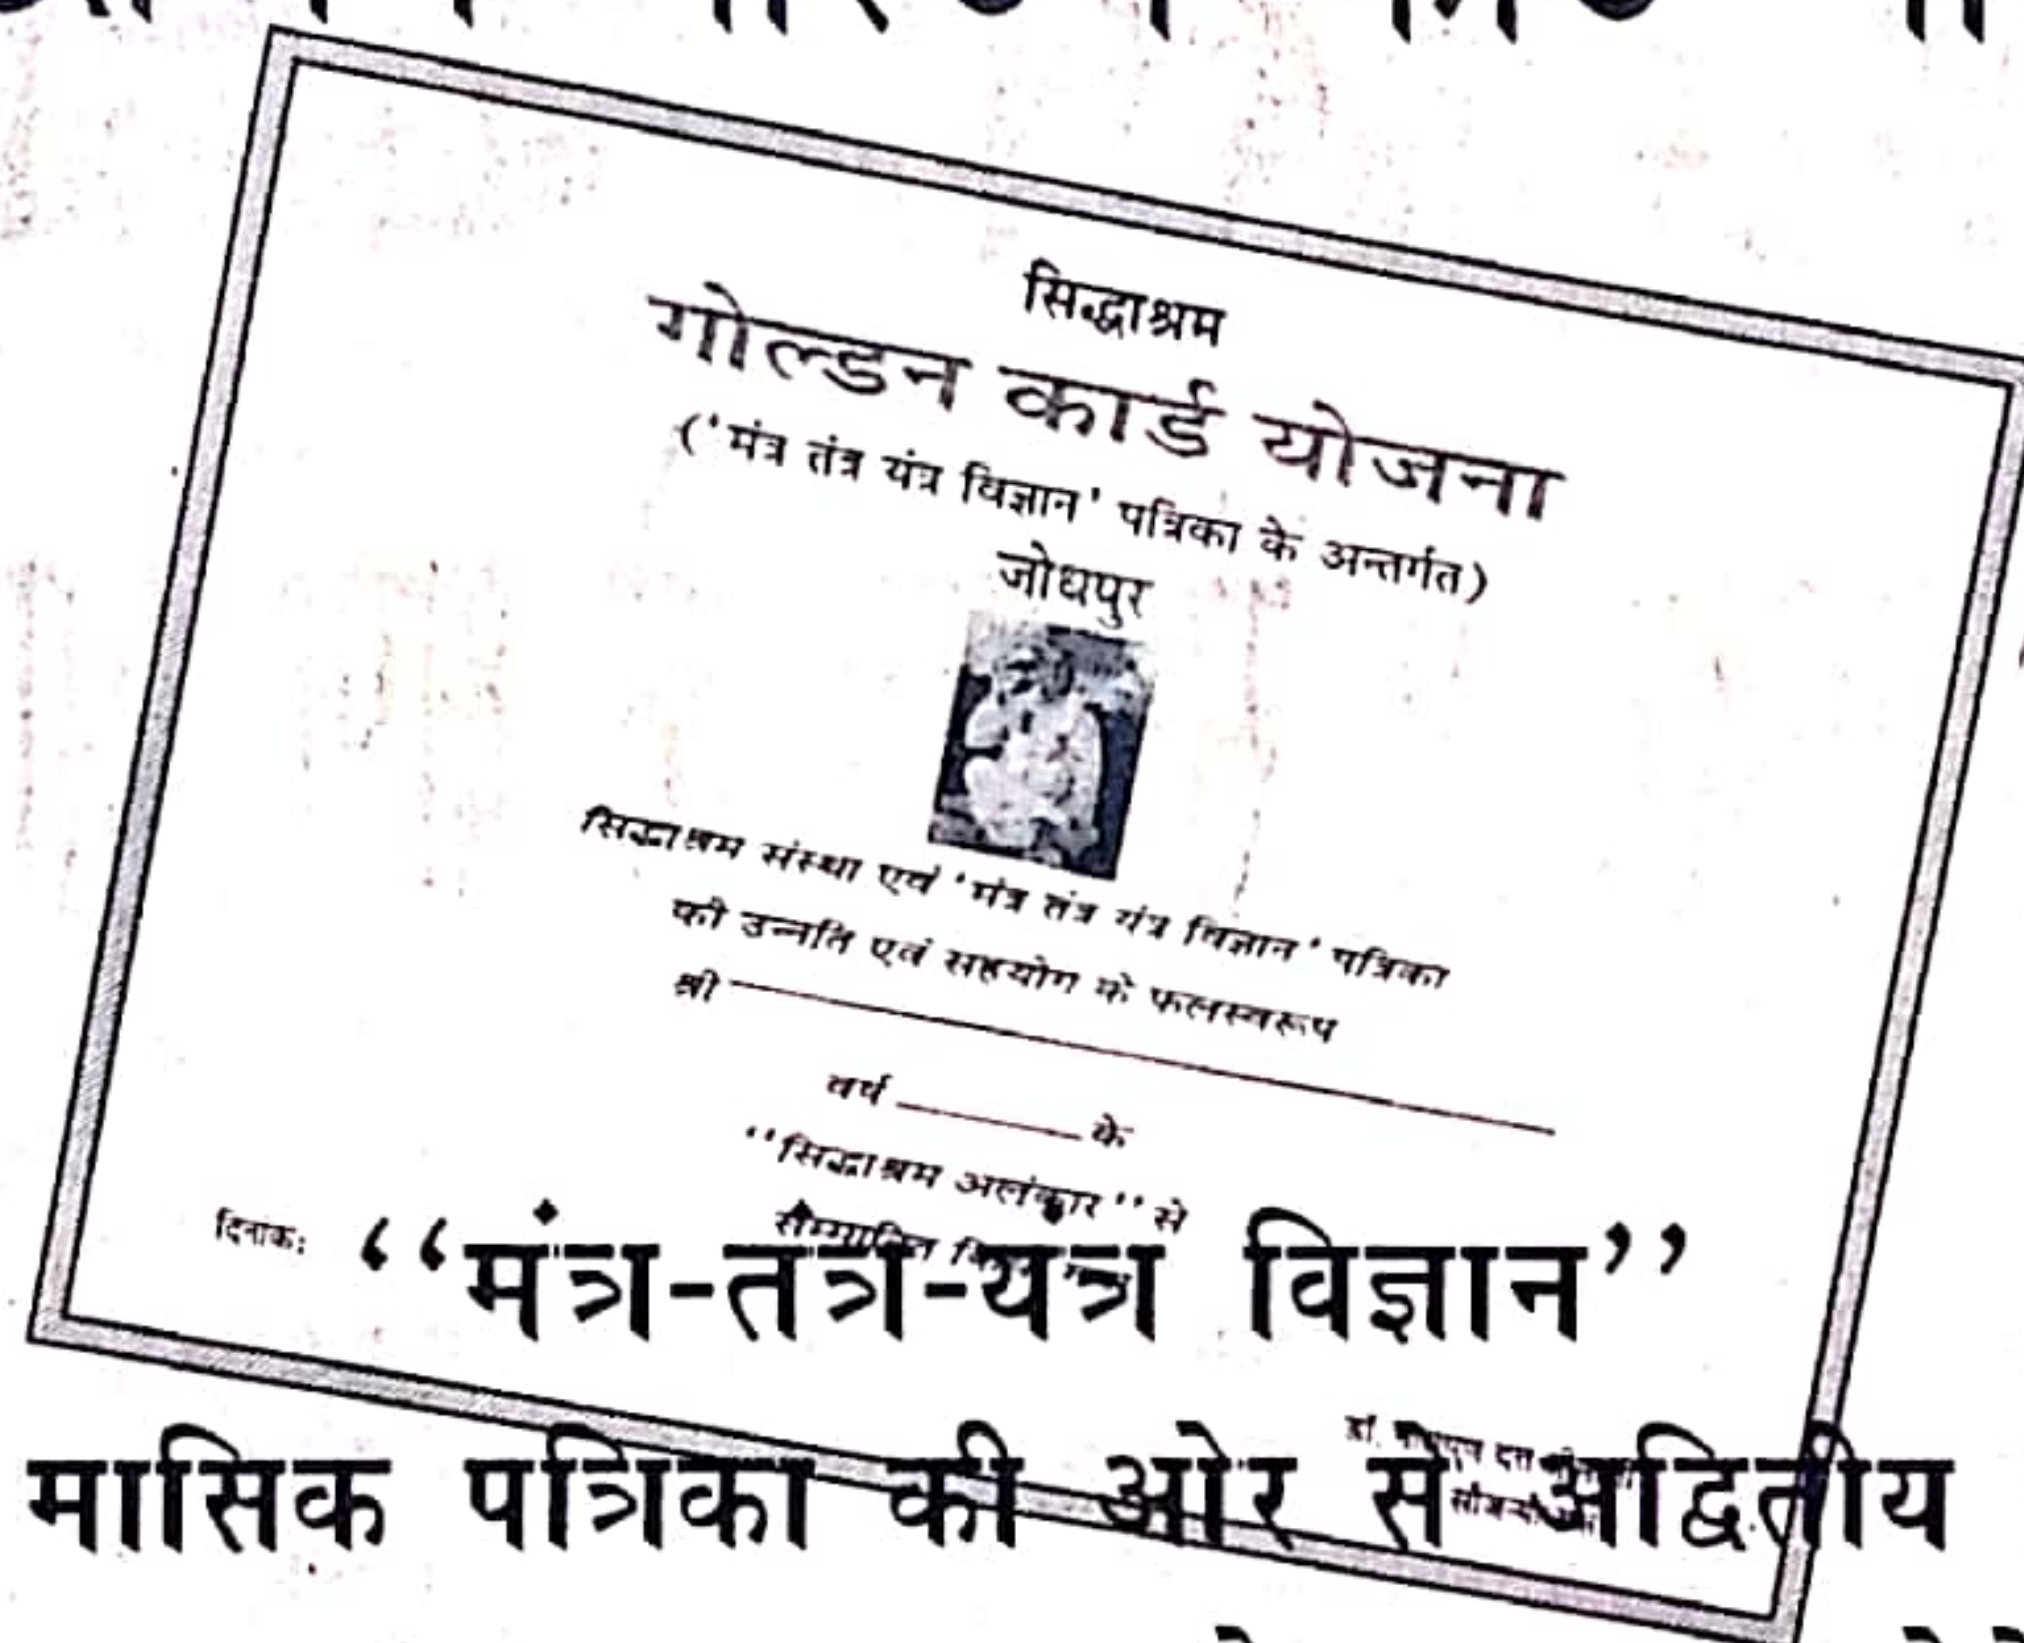 सिद्धाश्रम
गोल्डन कार्ड योजना
('मंत्र तंत्र यंत्र विज्ञान' पत्रिका के अन्तर्गत)
जोधपुर
सिद्धाश्रम संस्था एवं 'मंत्र तंत्र यंत्र विज्ञान' पत्रिका
की उन्नति एवं सहयोग के फलस्वरूप
श्री
वर्ष ______ के
''सिद्धाश्रम अलंकार'' से
दिनांक:
‘‘मंत्र-तंत्र-यंत्र विज्ञान’’
मासिक पत्रिका की ओर से अद्वितीय